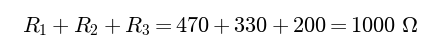 R₁ + R₂ + R₃ = 470 + 330 + 200 = 1000 Ω